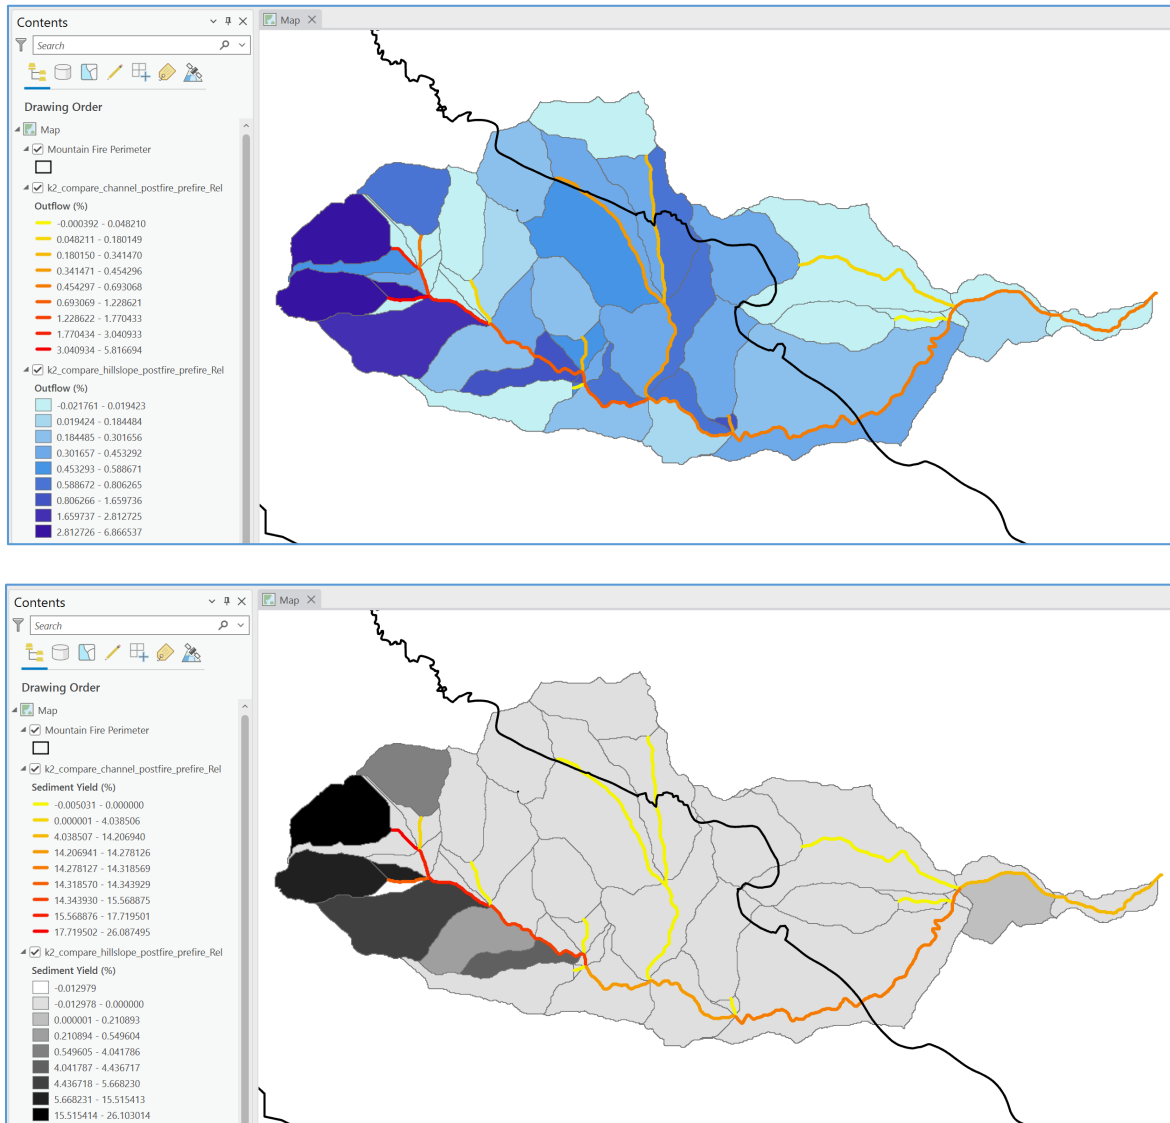 Contents
Map
Search
Drawing Order
Map
Mountain Fire Perimeter
k2_compare_channel_postfire_prefire_Rel
Outflow (%)
-0.000392 - 0.048210
0.048211 - 0.180149
0.180150 - 0.341470
0.341471 - 0.454296
0.454297 - 0.693068
0.693069 - 1.228621
1.228622 - 1.770433
1.770434 - 3.040933
3.040934 - 5.816694
k2_compare_hillslope_postfire_prefire_Rel
Outflow (%)
-0.021761 - 0.019423
0.019424 - 0.184484
0.184485 - 0.301656
0.301657 - 0.453292
0.453293 - 0.588671
0.588672 - 0.806265
0.806266 - 1.659736
1.659737 - 2.812725
2.812726 - 6.866537
Contents
Map
Search
Drawing Order
Map
Mountain Fire Perimeter
k2_compare_channel_postfire_prefire_Rel
Sediment Yield (%)
-0.005031 - 0.000000
0.000001 - 4.038506
4.038507 - 14.206940
14.206941 - 14.278126
14.278127 - 14.318569
14.318570 - 14.343929
14.343930 - 15.568875
15.568876 - 17.719501
17.719502 - 26.087495
k2_compare_hillslope_postfire_prefire_Rel
Sediment Yield (%)
-0.012979
-0.012978 - 0.000000
0.000001 - 0.210893
0.210894 - 0.549604
0.549605 - 4.041786
4.041787 - 4.436717
4.436718 - 5.668230
5.668231 - 15.515413
15.515414 - 26.103014